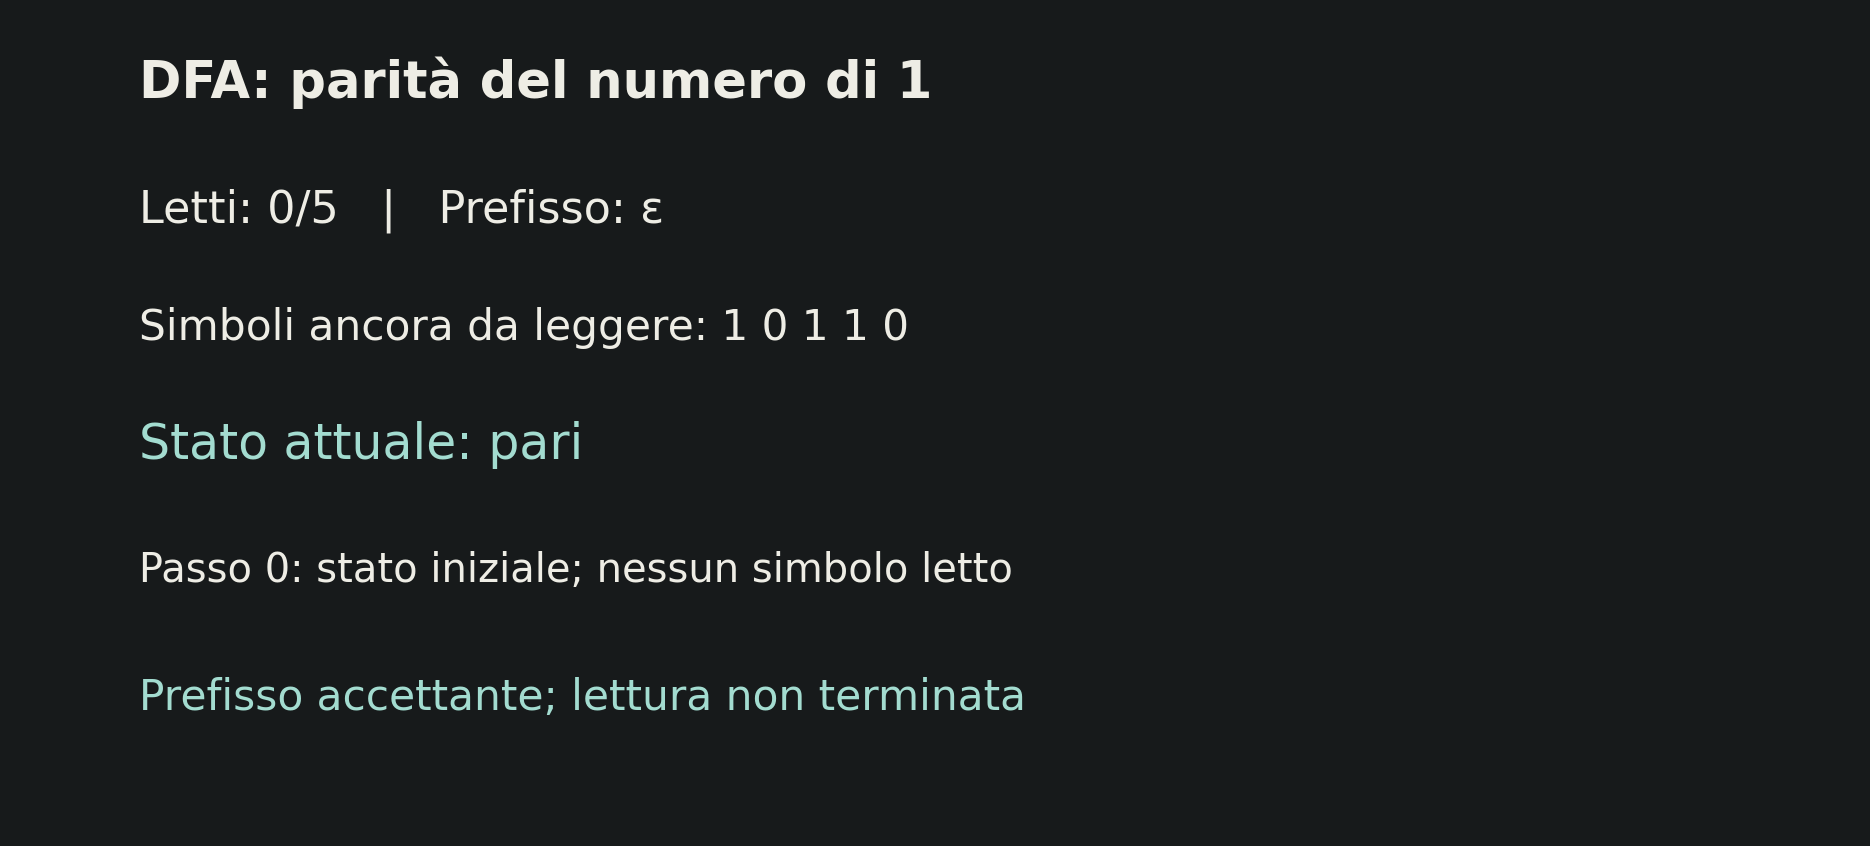 DFA: parità del numero di 1
Letti: 0/5 | Prefisso: ε
Simboli ancora da leggere: 1 0 1 1 0
Stato attuale: pari
Passo 0: stato iniziale; nessun simbolo letto
Prefisso accettante; lettura non terminata